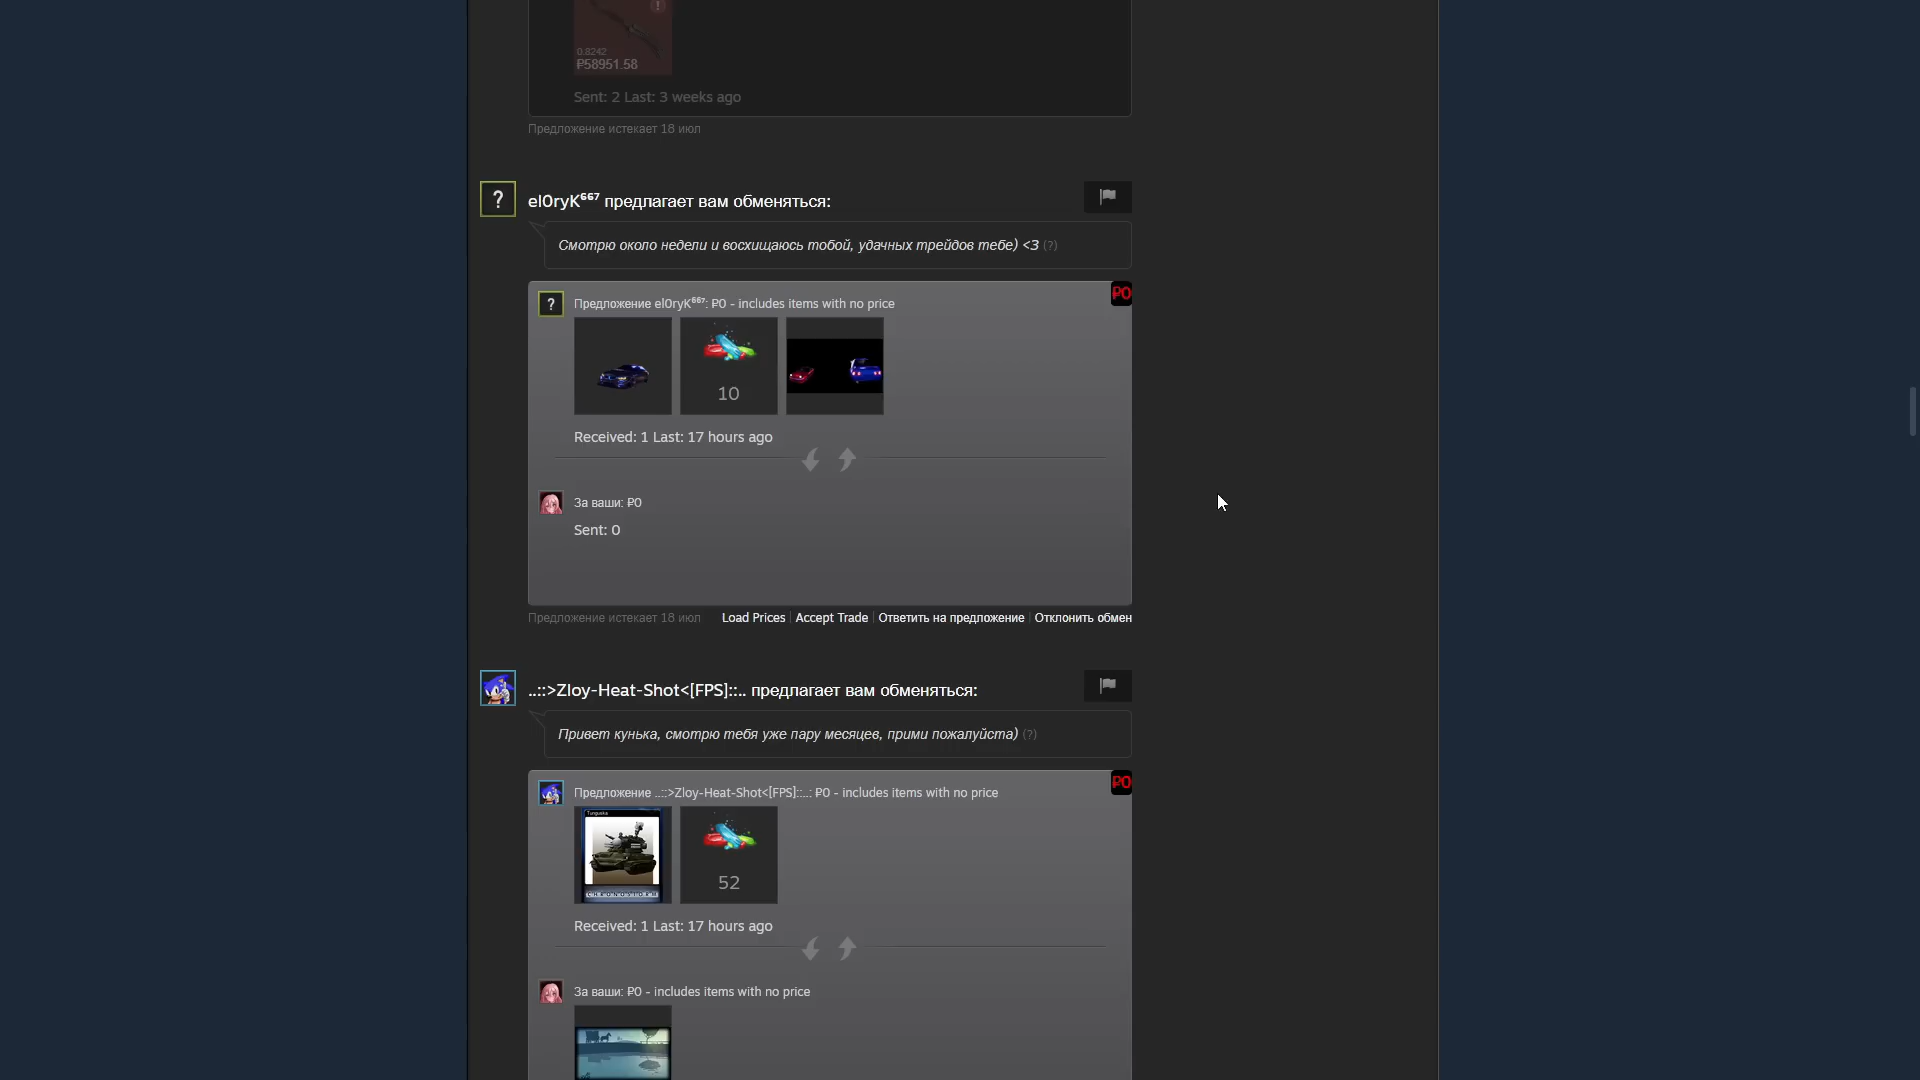 0.8242
₽58951.58
Sent: 2 Last: 3 weeks ago
Предложение истекает 18 июл
?
el0ryK⁶⁶⁷ предлагает вам обменяться:
Смотрю около недели и восхищаюсь тобой, удачных трейдов тебе) <3 (?)
₽0
? Предложение el0ryK⁶⁶⁷: ₽0 - includes items with no price
10
Received: 1 Last: 17 hours ago
За ваши: ₽0
Sent: 0
Предложение истекает 18 июл Load Prices | Accept Trade | Ответить на предложение | Отклонить обмен
..::>Zloy-Heat-Shot<[FPS]::.. предлагает вам обменяться:
Привет кунька, смотрю тебя уже пару месяцев, прими пожалуйста) (?)
₽0
Предложение ..::>Zloy-Heat-Shot<[FPS]::..: ₽0 - includes items with no price
Tunguska
52
Received: 1 Last: 17 hours ago
За ваши: ₽0 - includes items with no price